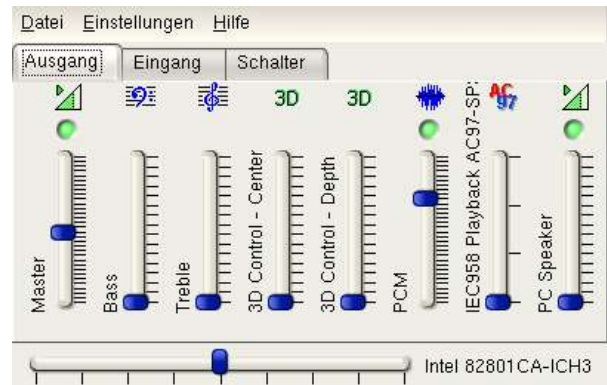 Datei Einstellungen Hilfe
Ausgang Eingang Schalter
3D 3D AC 97
Master
Bass
Treble
3D Control - Center
3D Control - Depth
PCM
IEC958 Playback AC97-SP
PC Speaker
Intel 82801CA-ICH3